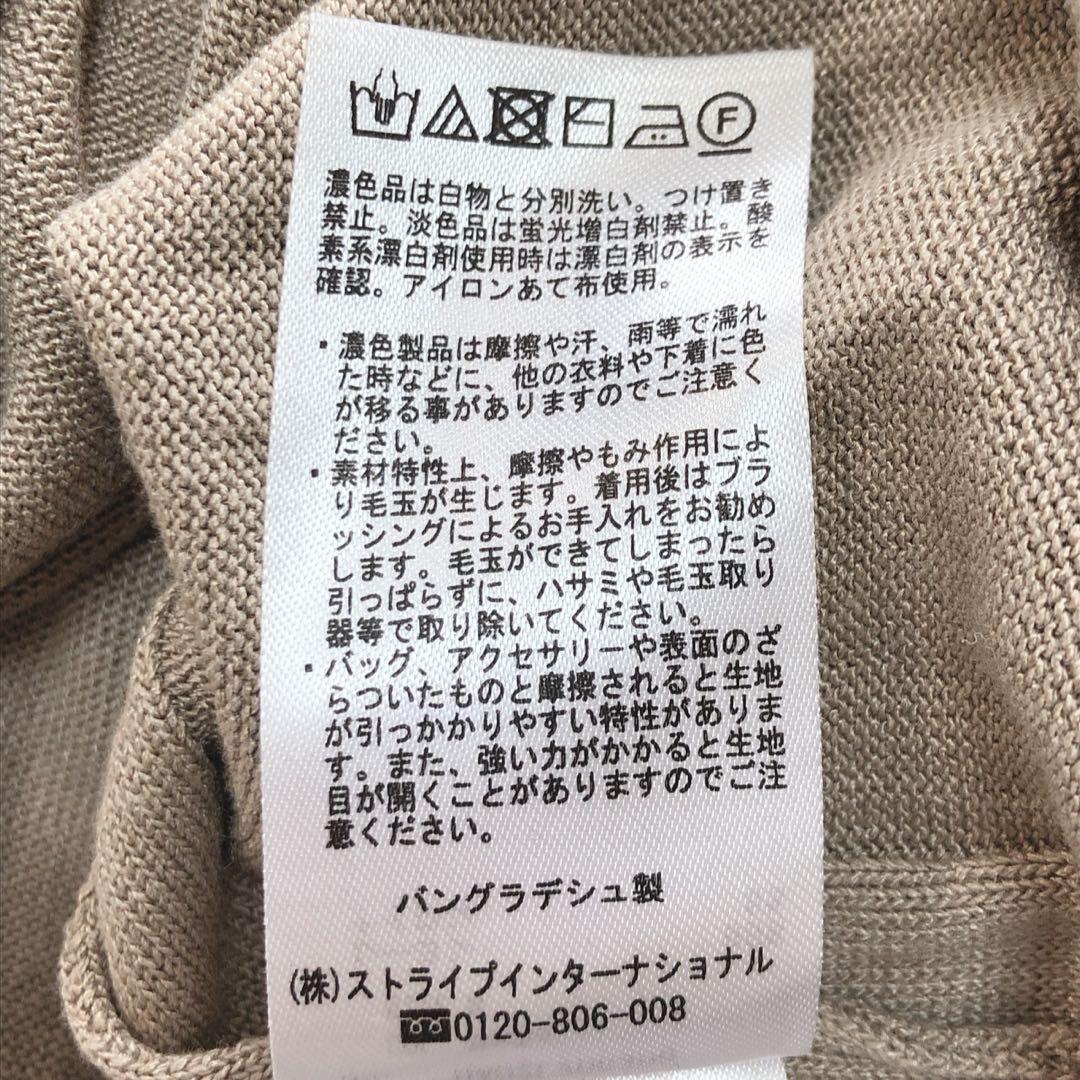 F
濃色品は白物と分別洗い。つけ置き
禁止。淡色品は蛍光増白剤禁止。酸
素系漂白剤使用時は漂白剤の表示を
確認。アイロンあて布使用。
・濃色製品は摩擦や汗、雨等で濡れ
た時などに、他の衣料や下着に色
が移る事がありますのでご注意く
ださい。
・素材特性上、摩擦やもみ作用によ
り毛玉が生じます。着用後はブラ
ッシングによるお手入れをお勧め
します。毛玉ができてしまったら
引っぱらずに、ハサミや毛玉取り
器等で取り除いてください。
・バッグ、アクセサリーや表面のざ
らついたものと摩擦されると生地
が引っかかりやすい特性がありま
す。また、強い力がかかると生地
目が開くことがありますのでご注
意ください。
バングラデシュ製
(株)ストライプインターナショナル
0120-806-008